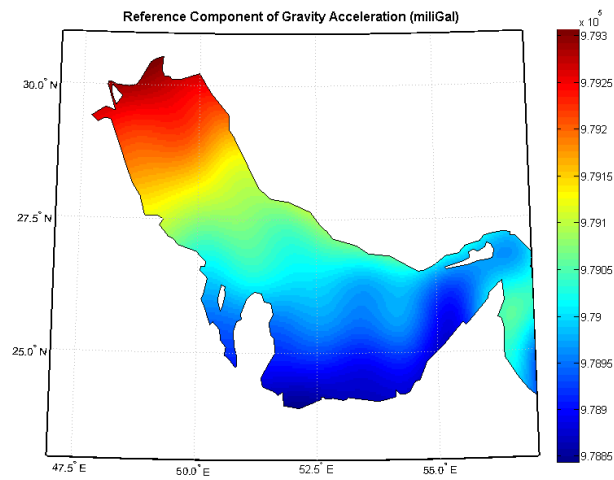 Reference Component of Gravity Acceleration (miliGal)
x 10⁵
9.793
9.7925
9.792
9.7915
9.791
9.7905
9.79
9.7895
9.789
9.7885
30.0° N
27.5° N
25.0° N
47.5° E
50.0° E
52.5° E
55.0° E